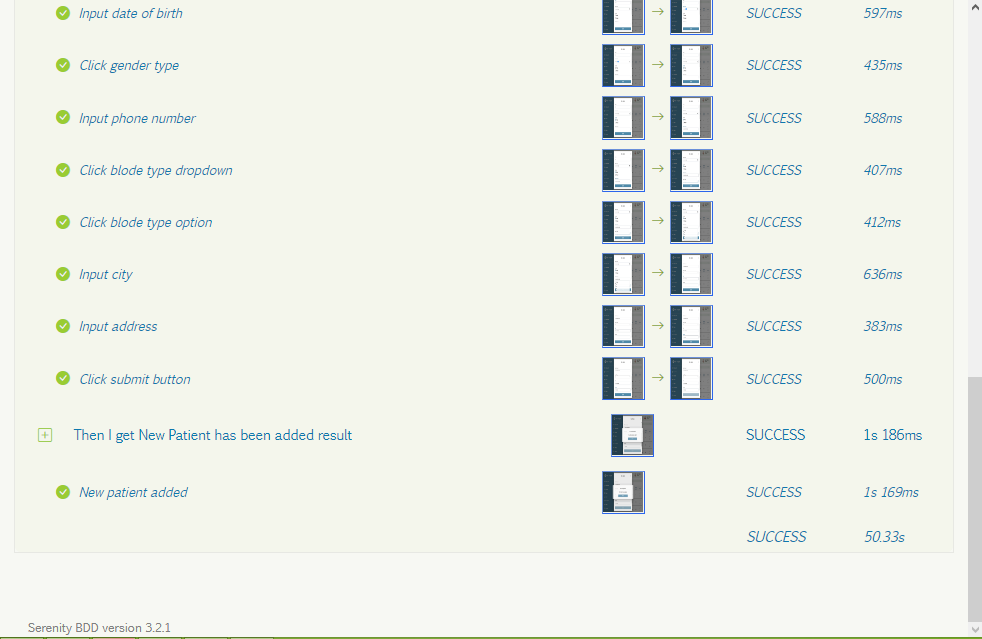 Input date of birth SUCCESS 597ms
Click gender type SUCCESS 435ms
Input phone number SUCCESS 588ms
Click blode type dropdown SUCCESS 407ms
Click blode type option SUCCESS 412ms
Input city SUCCESS 636ms
Input address SUCCESS 383ms
Click submit button SUCCESS 500ms
Then I get New Patient has been added result SUCCESS 1s 186ms
New patient added SUCCESS 1s 169ms
SUCCESS 50.33s
Serenity BDD version 3.2.1